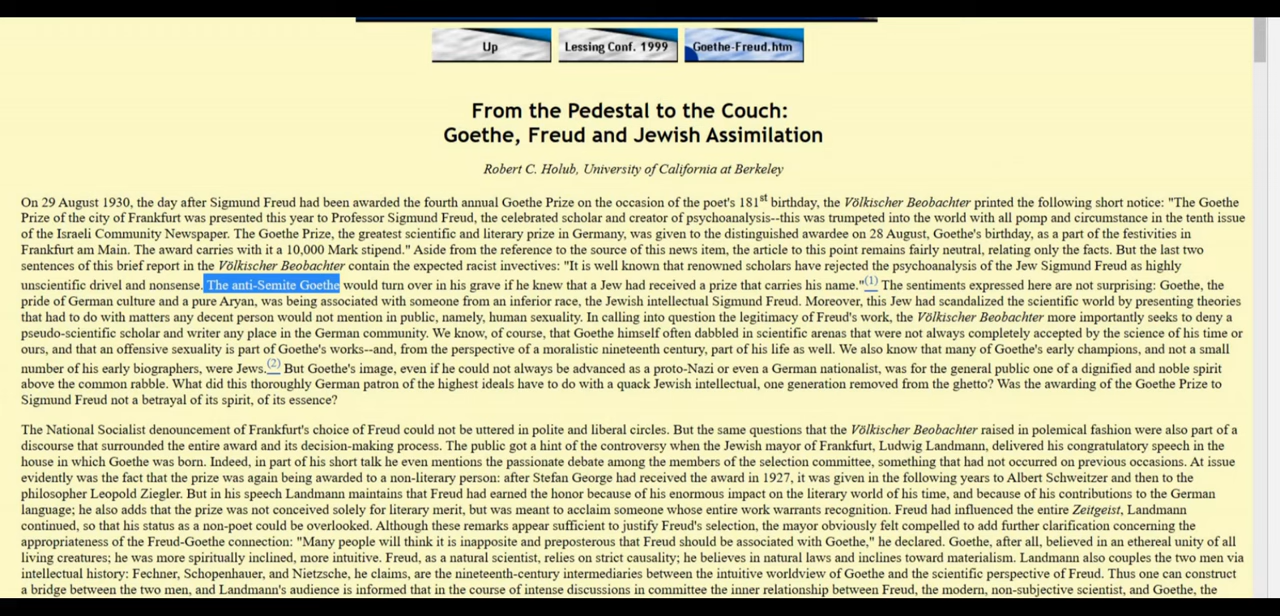 Up Lessing Conf. 1999 Goethe-Freud.htm
From the Pedestal to the Couch:
Goethe, Freud and Jewish Assimilation
Robert C. Holub, University of California at Berkeley
On 29 August 1930, the day after Sigmund Freud had been awarded the fourth annual Goethe Prize on the occasion of the poet's 181st birthday, the Völkischer Beobachter printed the following short notice: "The Goethe
Prize of the city of Frankfurt was presented this year to Professor Sigmund Freud, the celebrated scholar and creator of psychoanalysis--this was trumpeted into the world with all pomp and circumstance in the tenth issue
of the Israeli Community Newspaper. The Goethe Prize, the greatest scientific and literary prize in Germany, was given to the distinguished awardee on 28 August, Goethe's birthday, as a part of the festivities in
Frankfurt am Main. The award carries with it a 10,000 Mark stipend." Aside from the reference to the source of this news item, the article to this point remains fairly neutral, relating only the facts. But the last two
sentences of this brief report in the Völkischer Beobachter contain the expected racist invectives: "It is well known that renowned scholars have rejected the psychoanalysis of the Jew Sigmund Freud as highly
unscientific drivel and nonsense. The anti-Semite Goethe would turn over in his grave if he knew that a Jew had received a prize that carries his name."(1) The sentiments expressed here are not surprising: Goethe, the
pride of German culture and a pure Aryan, was being associated with someone from an inferior race, the Jewish intellectual Sigmund Freud. Moreover, this Jew had scandalized the scientific world by presenting theories
that had to do with matters any decent person would not mention in public, namely, human sexuality. In calling into question the legitimacy of Freud's work, the Völkischer Beobachter more importantly seeks to deny a
pseudo-scientific scholar and writer any place in the German community. We know, of course, that Goethe himself often dabbled in scientific arenas that were not always completely accepted by the science of his time or
ours, and that an offensive sexuality is part of Goethe's works--and, from the perspective of a moralistic nineteenth century, part of his life as well. We also know that many of Goethe's early champions, and not a small
number of his early biographers, were Jews.(2) But Goethe's image, even if he could not always be advanced as a proto-Nazi or even a German nationalist, was for the general public one of a dignified and noble spirit
above the common rabble. What did this thoroughly German patron of the highest ideals have to do with a quack Jewish intellectual, one generation removed from the ghetto? Was the awarding of the Goethe Prize to
Sigmund Freud not a betrayal of its spirit, of its essence?
The National Socialist denouncement of Frankfurt's choice of Freud could not be uttered in polite and liberal circles. But the same questions that the Völkischer Beobachter raised in polemical fashion were also part of a
discourse that surrounded the entire award and its decision-making process. The public got a hint of the controversy when the Jewish mayor of Frankfurt, Ludwig Landmann, delivered his congratulatory speech in the
house in which Goethe was born. Indeed, in part of his short talk he even mentions the passionate debate among the members of the selection committee, something that had not occurred on previous occasions. At issue
evidently was the fact that the prize was again being awarded to a non-literary person: after Stefan George had received the award in 1927, it was given in the following years to Albert Schweitzer and then to the
philosopher Leopold Ziegler. But in his speech Landmann maintains that Freud had earned the honor because of his enormous impact on the literary world of his time, and because of his contributions to the German
language; he also adds that the prize was not conceived solely for literary merit, but was meant to acclaim someone whose entire work warrants recognition. Freud had influenced the entire Zeitgeist, Landmann
continued, so that his status as a non-poet could be overlooked. Although these remarks appear sufficient to justify Freud's selection, the mayor obviously felt compelled to add further clarification concerning the
appropriateness of the Freud-Goethe connection: "Many people will think it is inapposite and preposterous that Freud should be associated with Goethe," he declared. Goethe, after all, believed in an ethereal unity of all
living creatures; he was more spiritually inclined, more intuitive. Freud, as a natural scientist, relies on strict causality; he believes in natural laws and inclines toward materialism. Landmann also couples the two men via
intellectual history: Fechner, Schopenhauer, and Nietzsche, he claims, are the nineteenth-century intermediaries between the intuitive worldview of Goethe and the scientific perspective of Freud. Thus one can construct
a bridge between the two men, and Landmann's audience is informed that in the course of intense discussions in committee the inner relationship between Freud, the modern, non-subjective scientist, and Goethe, the